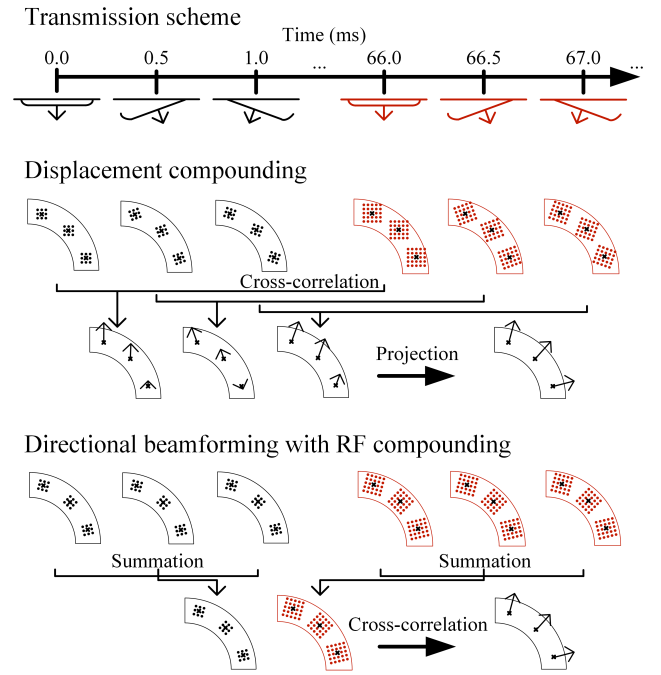 Transmission scheme
Time (ms)
0.0 0.5 1.0 ... 66.0 66.5 67.0 ...
Displacement compounding
Cross-correlation
Projection
Directional beamforming with RF compounding
Summation Summation
Cross-correlation